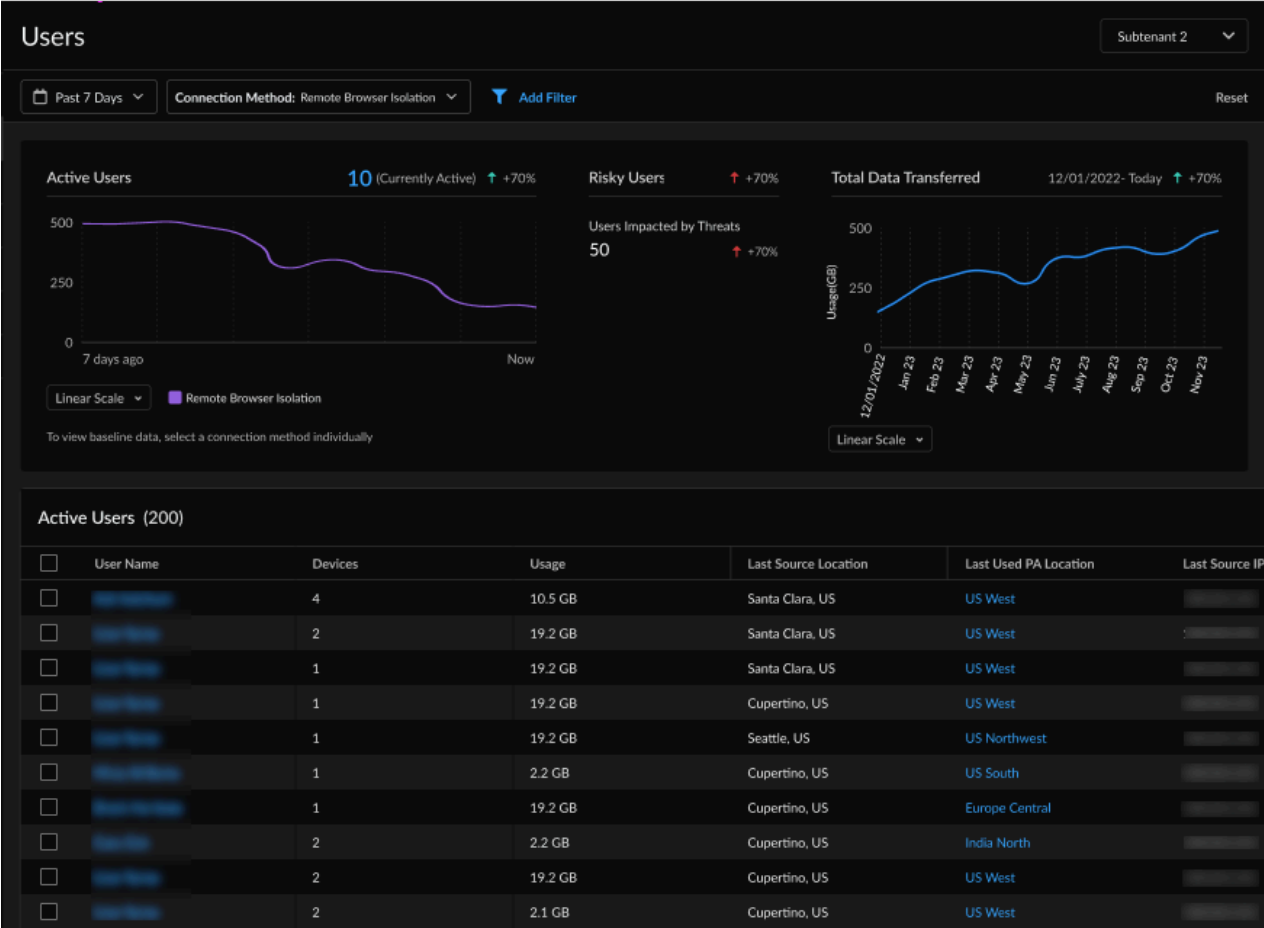 Users
Subtenant 2
Past 7 Days
Connection Method: Remote Browser Isolation
Add Filter
Reset
Active Users
10 (Currently Active) ↑ +70%
500
250
0
7 days ago
Now
Linear Scale
Remote Browser Isolation
To view baseline data, select a connection method individually
Risky Users
↑ +70%
Users Impacted by Threats
50
↑ +70%
Total Data Transferred
12/01/2022- Today ↑ +70%
Usage(GB)
500
250
0
12/01/2022
Jan 23
Feb 23
Mar 23
Apr 23
May 23
Jun 23
July 23
Aug 23
Sep 23
Oct 23
Nov 23
Linear Scale
Active Users (200)
User Name Devices Usage Last Source Location Last Used PA Location Last Source IP
4 10.5 GB Santa Clara, US US West
2 19.2 GB Santa Clara, US US West
1 19.2 GB Santa Clara, US US West
1 19.2 GB Cupertino, US US West
1 19.2 GB Seattle, US US Northwest
1 2.2 GB Cupertino, US US South
1 19.2 GB Cupertino, US Europe Central
2 2.2 GB Cupertino, US India North
2 19.2 GB Cupertino, US US West
2 2.1 GB Cupertino, US US West